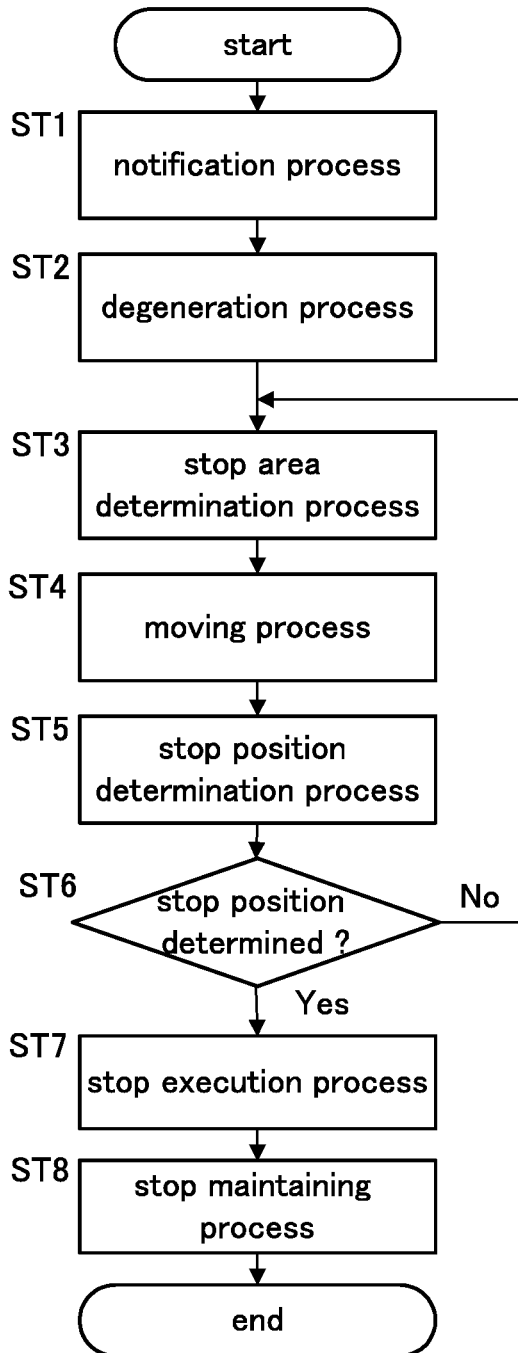 start
ST1
notification process
ST2
degeneration process
ST3
stop area
determination process
ST4
moving process
ST5
stop position
determination process
ST6
stop position
determined ?
No
Yes
ST7
stop execution process
ST8
stop maintaining
process
end